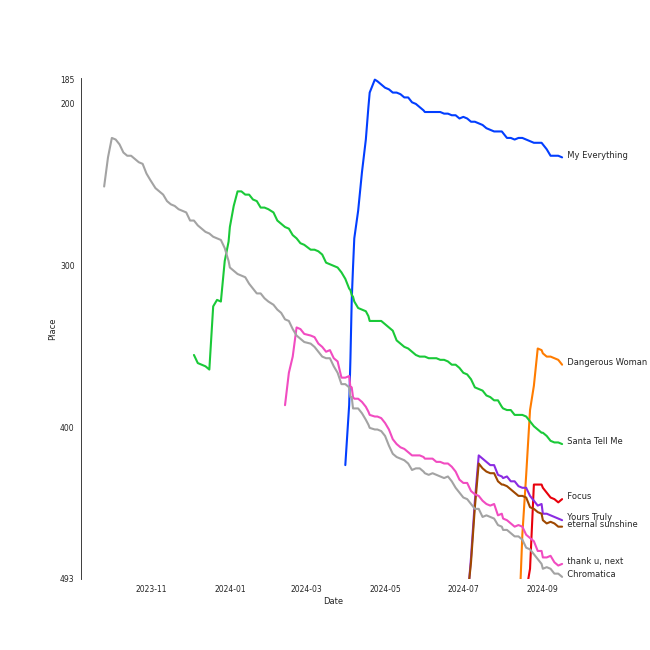 185
200
300
400
493
Place
2023-11
2024-01
2024-03
2024-05
2024-07
2024-09
Date
My Everything
Dangerous Woman
Santa Tell Me
Focus
Yours Truly
eternal sunshine
thank u, next
Chromatica